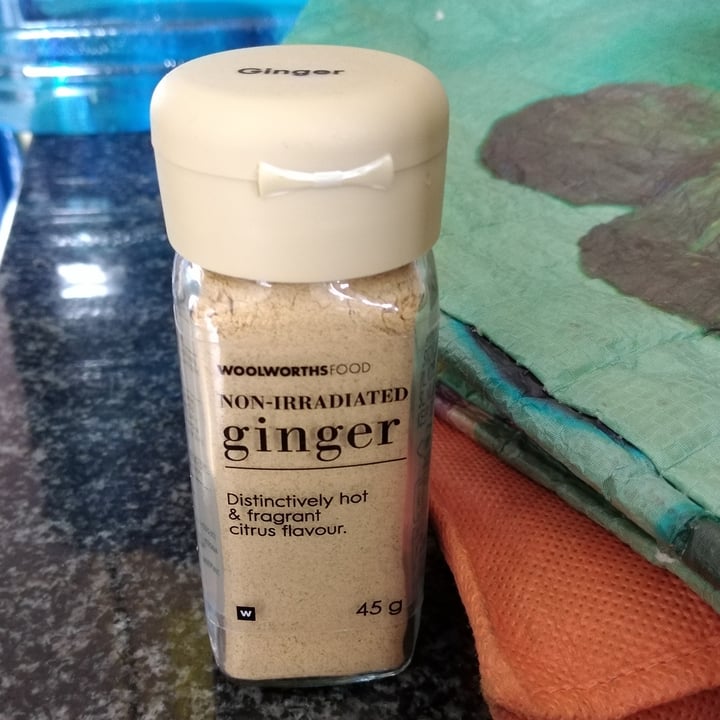 Ginger
WOOLWORTHSFOOD
NON-IRRADIATED
ginger
Distinctively hot
& fragrant
citrus flavour.
W
45 g